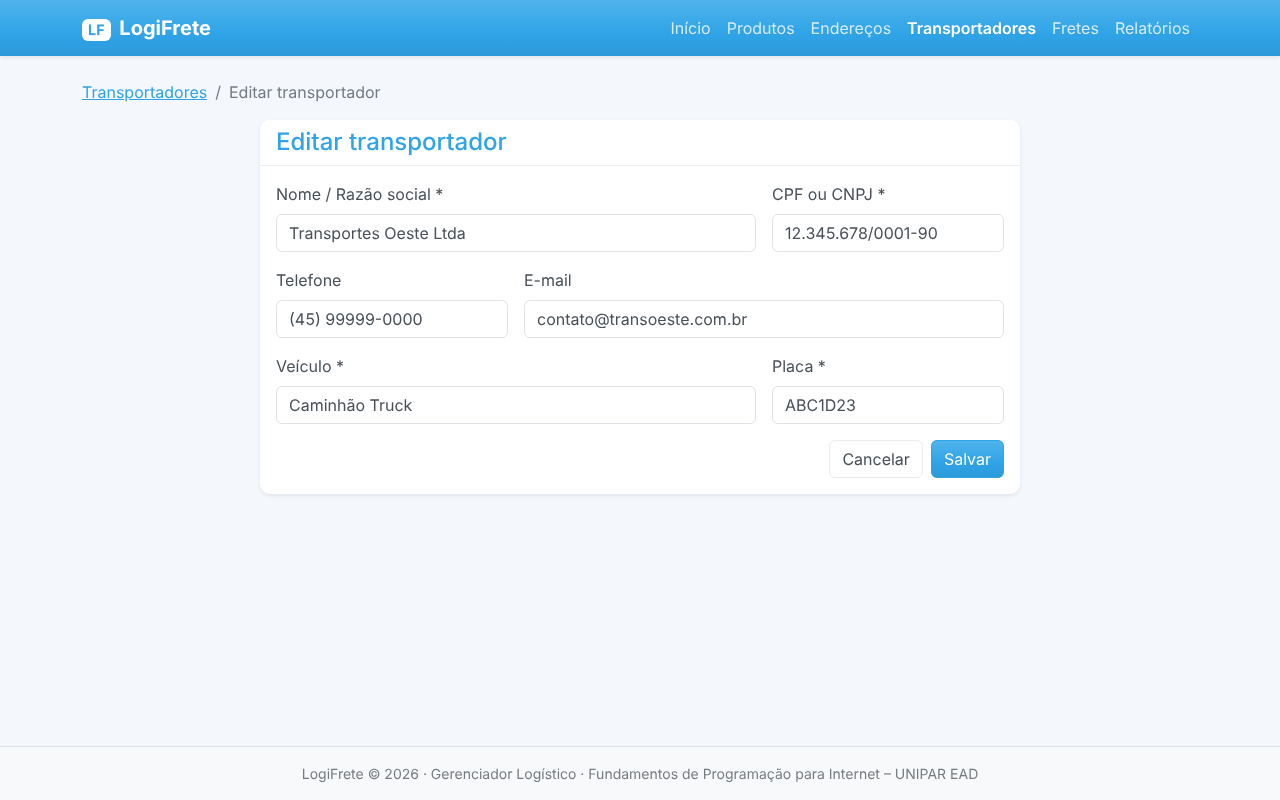 LF LogiFrete Início Produtos Endereços Transportadores Fretes Relatórios
Transportadores / Editar transportador
Editar transportador
Nome / Razão social * CPF ou CNPJ *
Transportes Oeste Ltda 12.345.678/0001-90
Telefone E-mail
(45) 99999-0000 contato@transoeste.com.br
Veículo * Placa *
Caminhão Truck ABC1D23
Cancelar Salvar
LogiFrete © 2026 · Gerenciador Logístico · Fundamentos de Programação para Internet – UNIPAR EAD